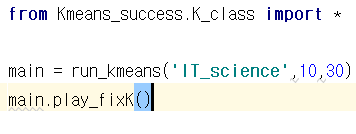 from Kmeans_success.K_class import *
main = run_kmeans('IT_science',10,30)
main.play_fixK()